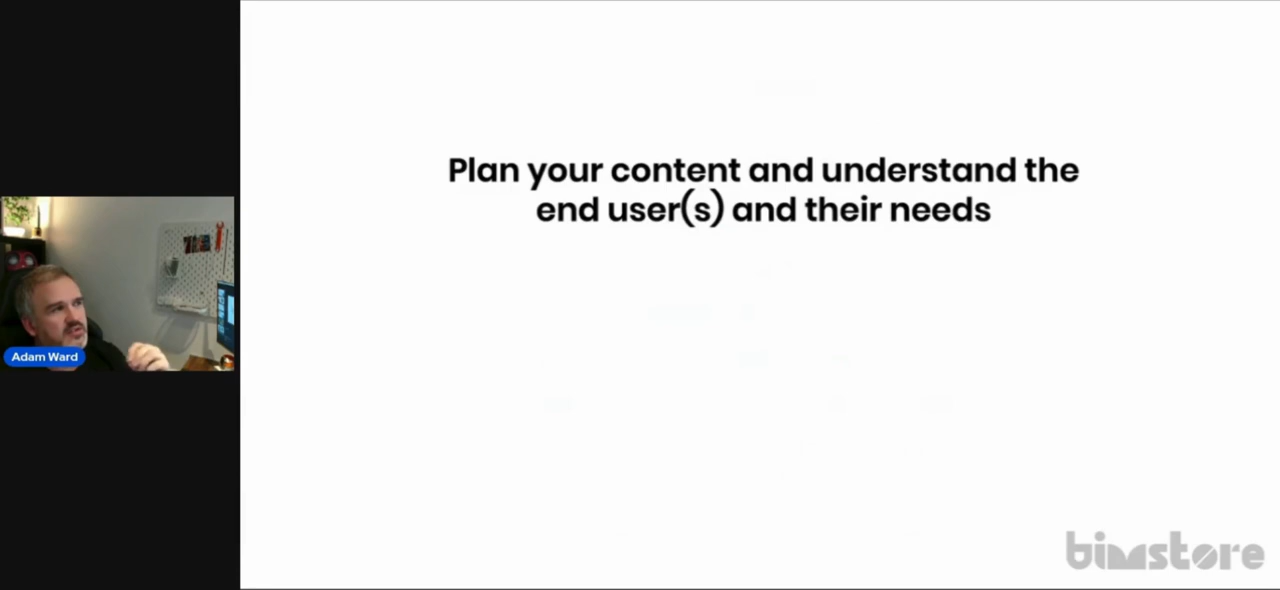 Plan your content and understand the
end user(s) and their needs
Adam Ward
bimstore